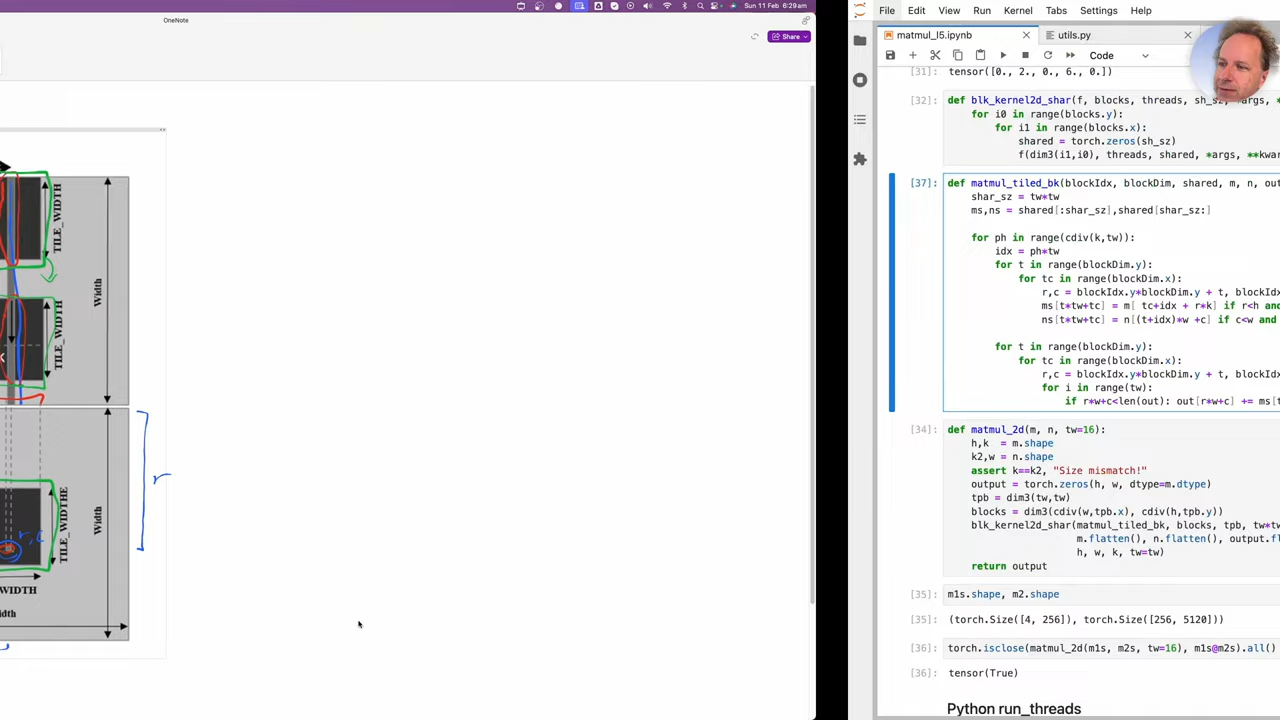 Sun 11 Feb 6:29am
OneNote
Share
TILE_WIDTH
Width
TILE_WIDTH
r
r,c
TILE_WIDTHE
Width
WIDTH
idth
File Edit View Run Kernel Tabs Settings Help
matmul_l5.ipynb
utils.py
Code
[31]: tensor([0., 2., 0., 6., 0.])
[32]: def blk_kernel2d_shar(f, blocks, threads, sh_sz, *args, *
for i0 in range(blocks.y):
for i1 in range(blocks.x):
shared = torch.zeros(sh_sz)
f(dim3(i1,i0), threads, shared, *args, **kwar
[37]: def matmul_tiled_bk(blockIdx, blockDim, shared, m, n, out
shar_sz = tw*tw
ms,ns = shared[:shar_sz],shared[shar_sz:]
for ph in range(cdiv(k,tw)):
idx = ph*tw
for t in range(blockDim.y):
for tc in range(blockDim.x):
r,c = blockIdx.y*blockDim.y + t, blockIdx
ms[t*tw+tc] = m[ tc+idx + r*k] if r<h and
ns[t*tw+tc] = n[(t+idx)*w +c] if c<w and
for t in range(blockDim.y):
for tc in range(blockDim.x):
r,c = blockIdx.y*blockDim.y + t, blockIdx
for i in range(tw):
if r*w+c<len(out): out[r*w+c] += ms[t
[34]: def matmul_2d(m, n, tw=16):
h,k = m.shape
k2,w = n.shape
assert k==k2, "Size mismatch!"
output = torch.zeros(h, w, dtype=m.dtype)
tpb = dim3(tw,tw)
blocks = dim3(cdiv(w,tpb.x), cdiv(h,tpb.y))
blk_kernel2d_shar(matmul_tiled_bk, blocks, tpb, tw*tw
m.flatten(), n.flatten(), output.fl
h, w, k, tw=tw)
return output
[35]: m1s.shape, m2.shape
[35]: (torch.Size([4, 256]), torch.Size([256, 5120]))
[36]: torch.isclose(matmul_2d(m1s, m2s, tw=16), m1s@m2s).all()
[36]: tensor(True)
Python run_threads